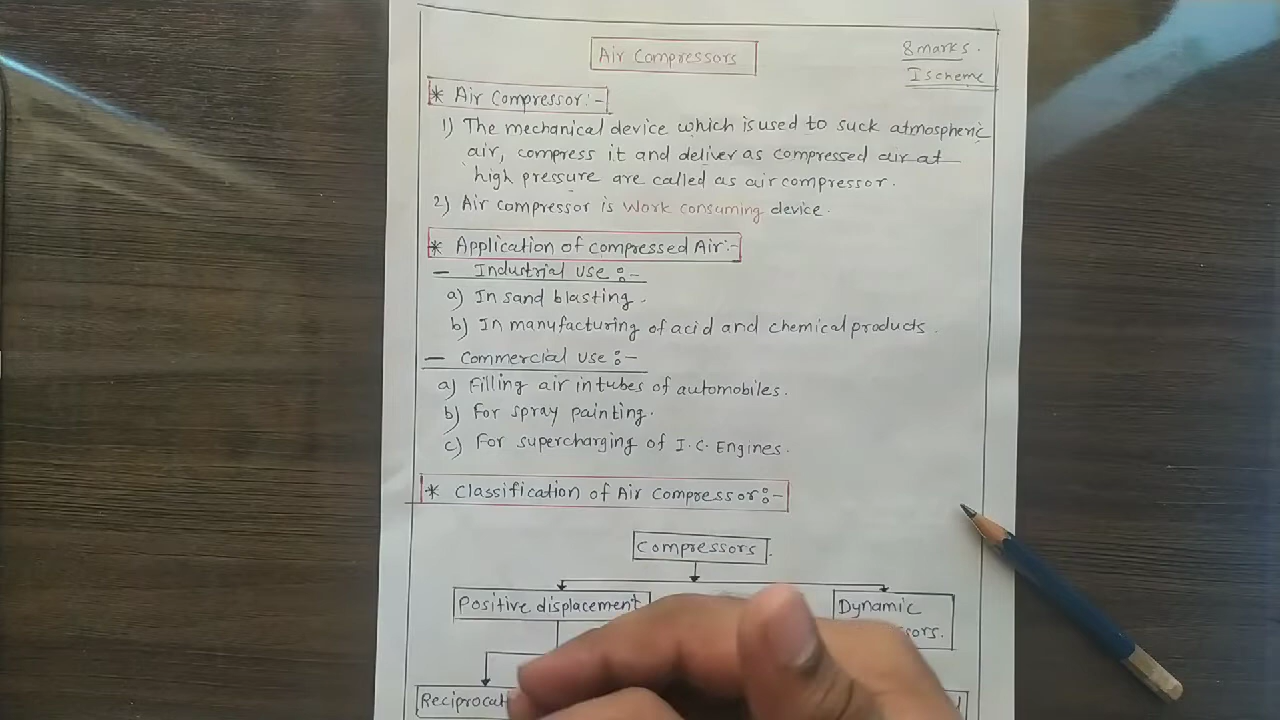 Air Compressors
8 marks.
I scheme
* Air Compressor:-
1) The mechanical device which is used to suck atmospheric
air, compress it and deliver as compressed air at
high pressure are called as air compressor.
2) Air compressor is Work consuming device.
* Application of compressed Air:-
- Industrial use :-
a) In sand blasting.
b) In manufacturing of acid and chemical products.
- Commercial use :-
a) Filling air in tubes of automobiles.
b) For spray painting.
c) For supercharging of I.C. Engines.
* Classification of Air Compressor:-
Compressors.
Positive displacement
Dynamic